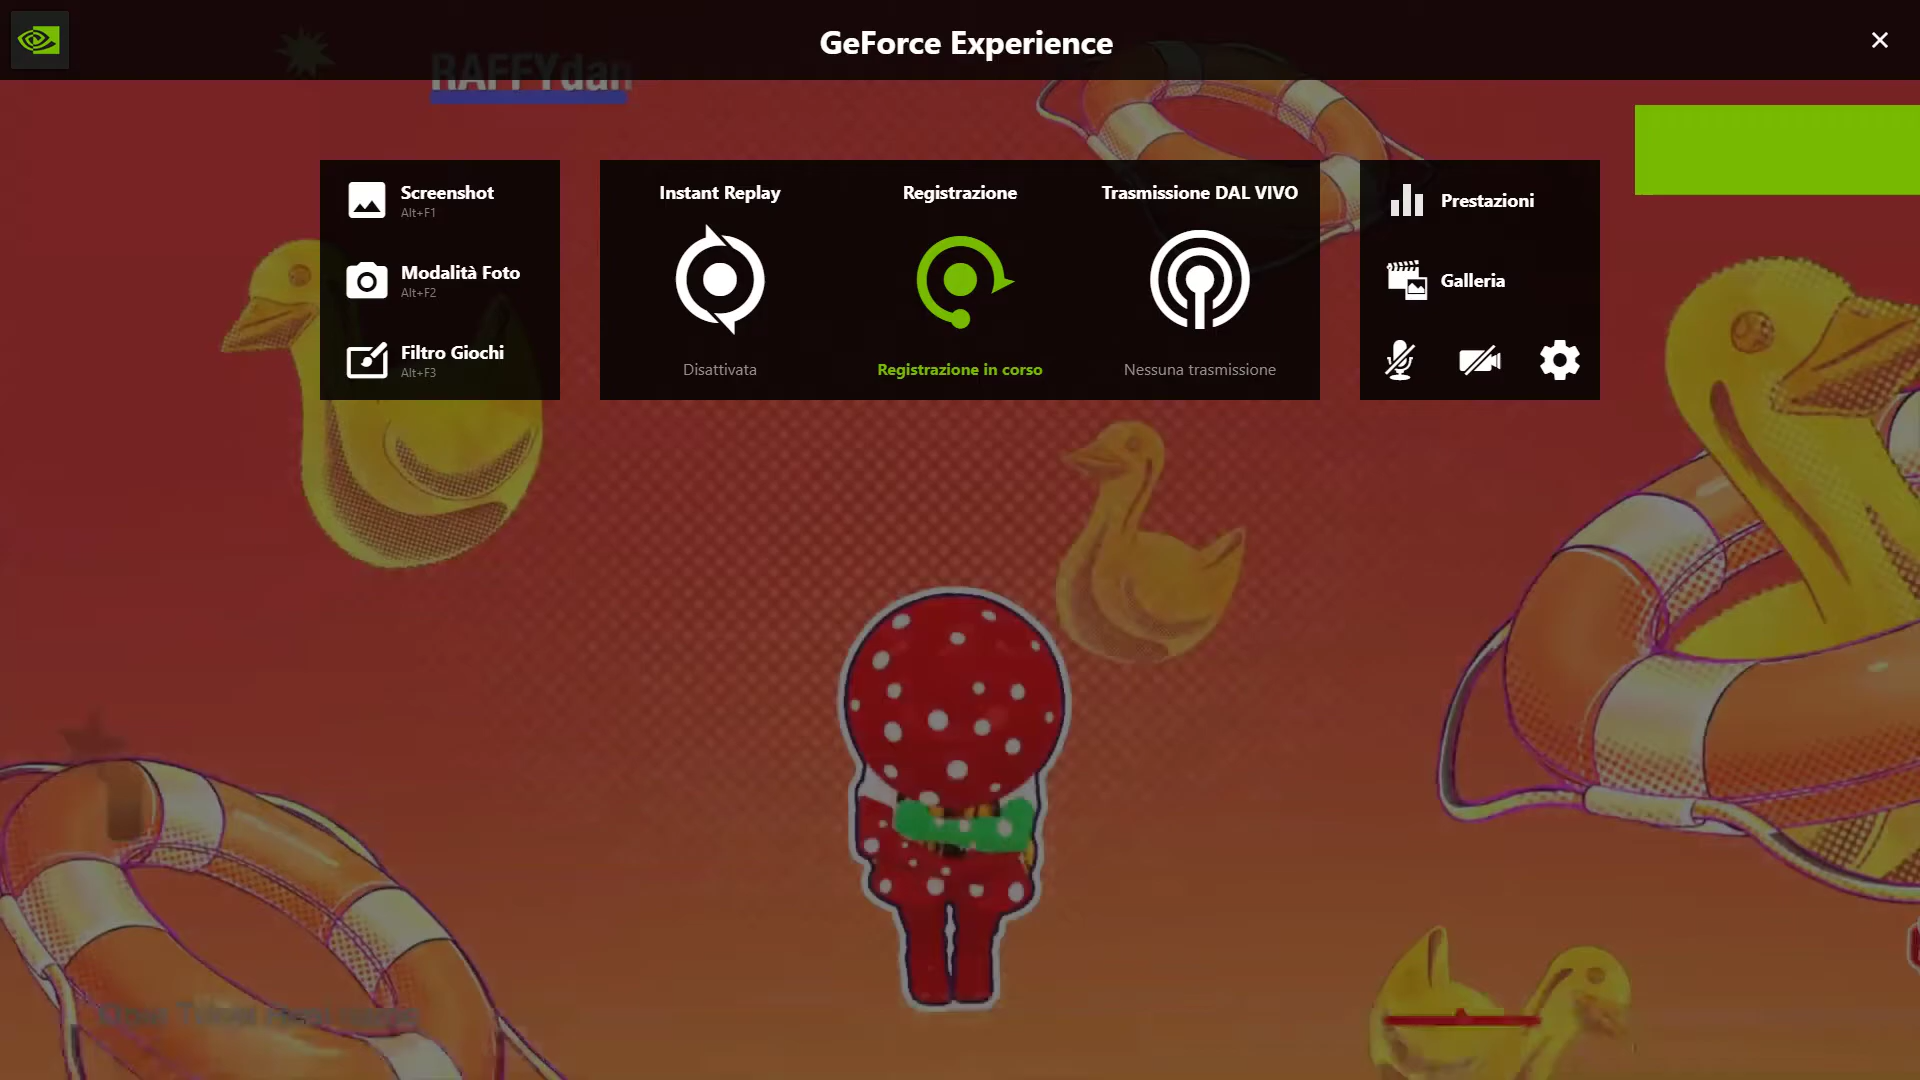 GeForce Experience
RAFFYdan
Screenshot
Alt+F1
Modalità Foto
Alt+F2
Filtro Giochi
Alt+F3
Instant Replay
Disattivata
Registrazione
Registrazione in corso
Trasmissione DAL VIVO
Nessuna trasmissione
Prestazioni
Galleria